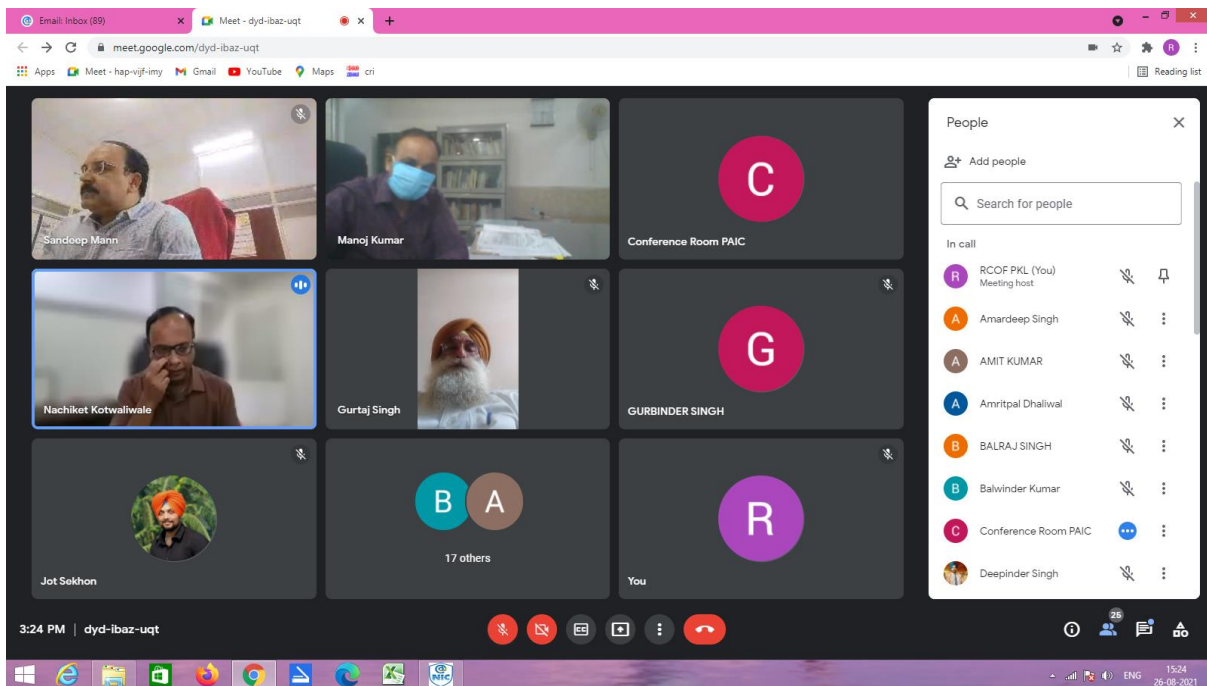 Email: Inbox (89)
Meet - dyd-ibaz-uqt
meet.google.com/dyd-ibaz-uqt
R
Apps
Meet - hap-vijf-imy
Gmail
YouTube
Maps
cri
Reading list
Sandeep Mann
Manoj Kumar
C
Conference Room PAIC
Nachiket Kotwaliwale
Gurtaj Singh
G
GURBINDER SINGH
Jot Sekhon
B A
17 others
R
You
People
Add people
Search for people
In call
R
RCOF PKL (You)
Meeting host
A
Amardeep Singh
A
AMIT KUMAR
A
Amritpal Dhaliwal
B
BALRAJ SINGH
B
Balwinder Kumar
C
Conference Room PAIC
Deepinder Singh
3:24 PM | dyd-ibaz-uqt
CC
25
NIC
ENG
15:24
26-08-2021